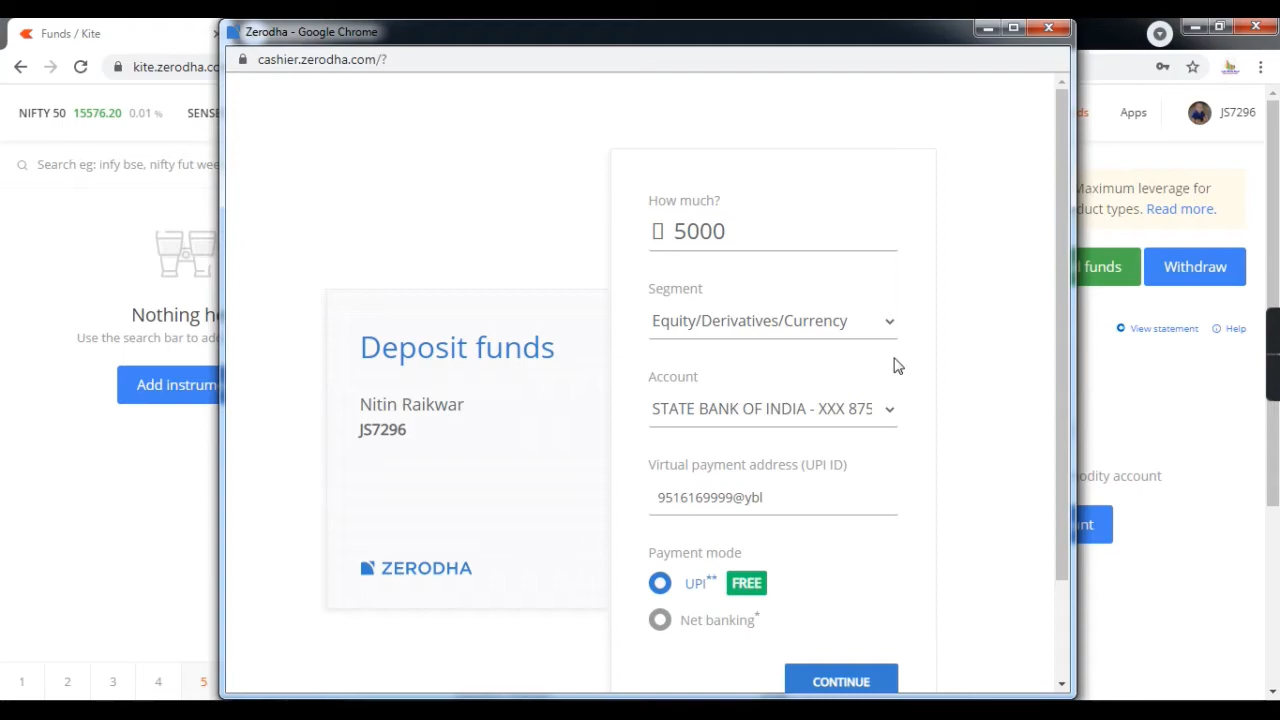 Funds / Kite
kite.zerodha.co
NIFTY 50 15576.20 0.01 % SENSE
Search eg: infy bse, nifty fut wee
Nothing he
Use the search bar to ad
Add instrum
1 2 3 4 5
Zerodha - Google Chrome
cashier.zerodha.com/?
Deposit funds
Nitin Raikwar
JS7296
ZERODHA
How much?
5000
Segment
Equity/Derivatives/Currency
Account
STATE BANK OF INDIA - XXX 875
Virtual payment address (UPI ID)
9516169999@ybl
Payment mode
UPI** FREE
Net banking*
CONTINUE
ds Apps JS7296
Maximum leverage for
duct types. Read more.
funds Withdraw
View statement Help
odity account
nt